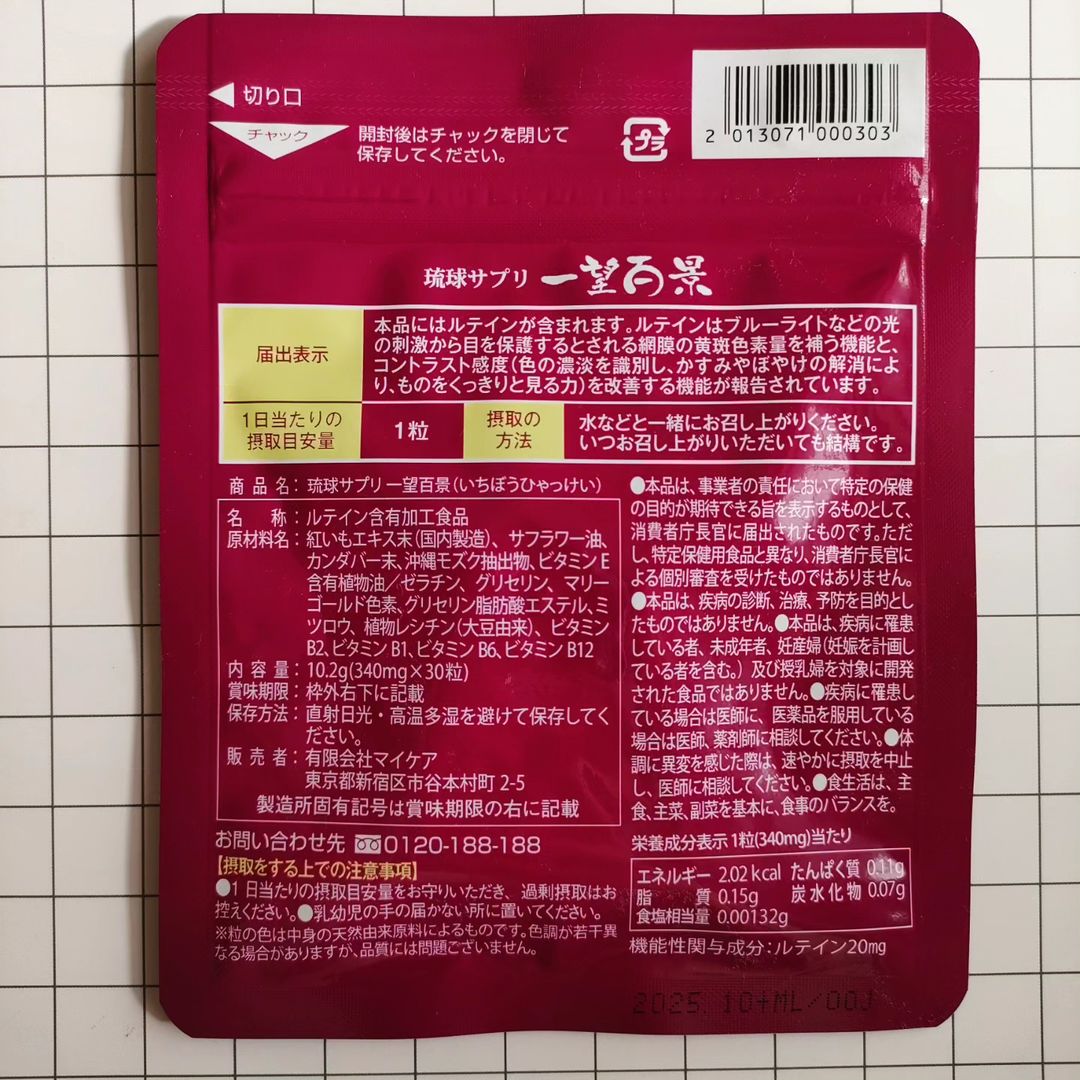 切り口
チャック
開封後はチャックを閉じて
保存してください。
プラ
2 013071 000303
琉球サプリ 一望百景
届出表示
本品にはルテインが含まれます。ルテインはブルーライトなどの光
の刺激から目を保護するとされる網膜の黄斑色素量を補う機能と、
コントラスト感度(色の濃淡を識別し、かすみやぼやけの解消によ
り、ものをくっきりと見る力)を改善する機能が報告されています。
1日当たりの
摂取目安量
1粒
摂取の
方法
水などと一緒にお召し上がりください。
いつお召し上がりいただいても結構です。
商品名：琉球サプリ 一望百景(いちぼうひゃっけい)
名　称：ルテイン含有加工食品
原材料名：紅いもエキス末(国内製造)、サフラワー油、
カンダバー末、沖縄モズク抽出物、ビタミンE
含有植物油／ゼラチン、グリセリン、マリー
ゴールド色素、グリセリン脂肪酸エステル、ミ
ツロウ、植物レシチン(大豆由来)、ビタミン
B2、ビタミンB1、ビタミンB6、ビタミンB12
内容量：10.2g(340mg×30粒)
賞味期限：枠外右下に記載
保存方法：直射日光・高温多湿を避けて保存してく
ださい。
販売者：有限会社マイケア
東京都新宿区市谷本村町 2-5
製造所固有記号は賞味期限の右に記載
お問い合わせ先 0120-188-188
【摂取をする上での注意事項】
●1日当たりの摂取目安量をお守りいただき、過剰摂取はお
控えください。●乳幼児の手の届かない所に置いてください。
※粒の色は中身の天然由来原料によるものです。色調が若干異
なる場合がありますが、品質には問題ございません。
●本品は、事業者の責任において特定の保健
の目的が期待できる旨を表示するものとして、
消費者庁長官に届出されたものです。ただ
し、特定保健用食品と異なり、消費者庁長官に
よる個別審査を受けたものではありません。
●本品は、疾病の診断、治療、予防を目的とし
たものではありません。●本品は、疾病に罹患
している者、未成年者、妊産婦(妊娠を計画し
ている者を含む。)及び授乳婦を対象に開発
された食品ではありません。●疾病に罹患し
ている場合は医師に、医薬品を服用している
場合は医師、薬剤師に相談してください。●体
調に異変を感じた際は、速やかに摂取を中止
し、医師に相談してください。●食生活は、主
食、主菜、副菜を基本に、食事のバランスを。
栄養成分表示 1粒(340mg)当たり
エネルギー 2.02 kcal たんぱく質 0.11g
脂　質 0.15g 炭水化物 0.07g
食塩相当量 0.00132g
機能性関与成分：ルテイン20mg
2025. 10+ML/00J